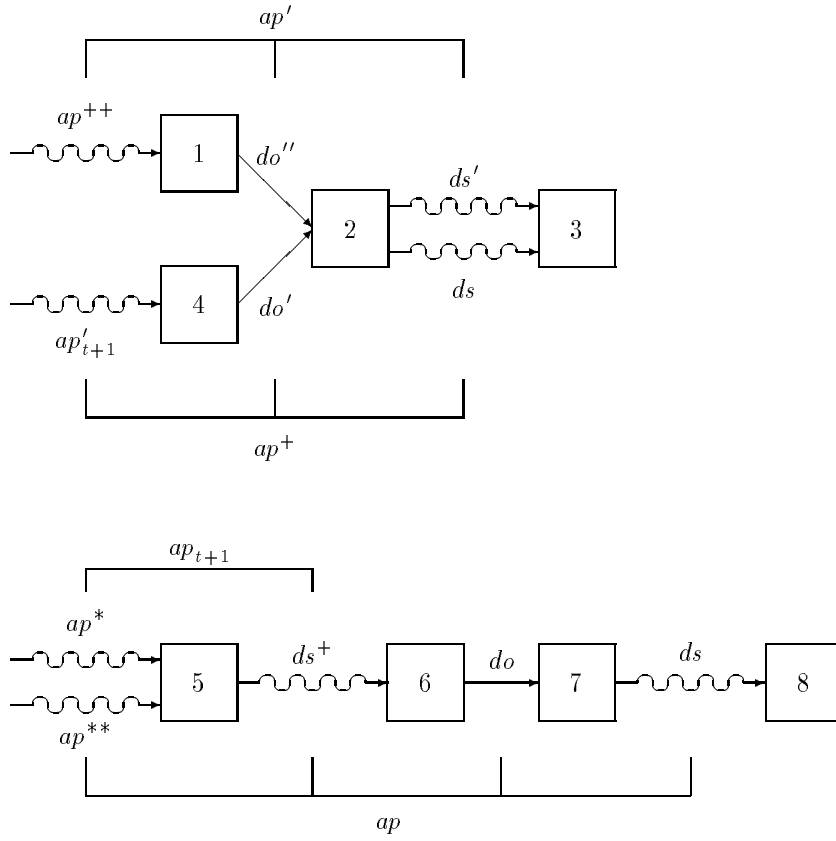 ap′
ap⁺⁺
1
do′′
ds′
2
3
4
do′
ds
ap′ₜ₊₁
ap⁺
apₜ₊₁
ap*
ds⁺
do
ds
5
6
7
8
ap**
ap